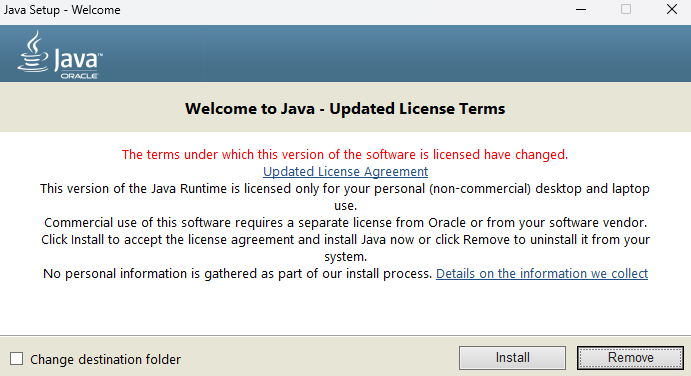 Java Setup - Welcome
Java™
ORACLE
Welcome to Java - Updated License Terms
The terms under which this version of the software is licensed have changed.
Updated License Agreement
This version of the Java Runtime is licensed only for your personal (non-commercial) desktop and laptop
use.
Commercial use of this software requires a separate license from Oracle or from your software vendor.
Click Install to accept the license agreement and install Java now or click Remove to uninstall it from your
system.
No personal information is gathered as part of our install process. Details on the information we collect
Change destination folder
Install
Remove